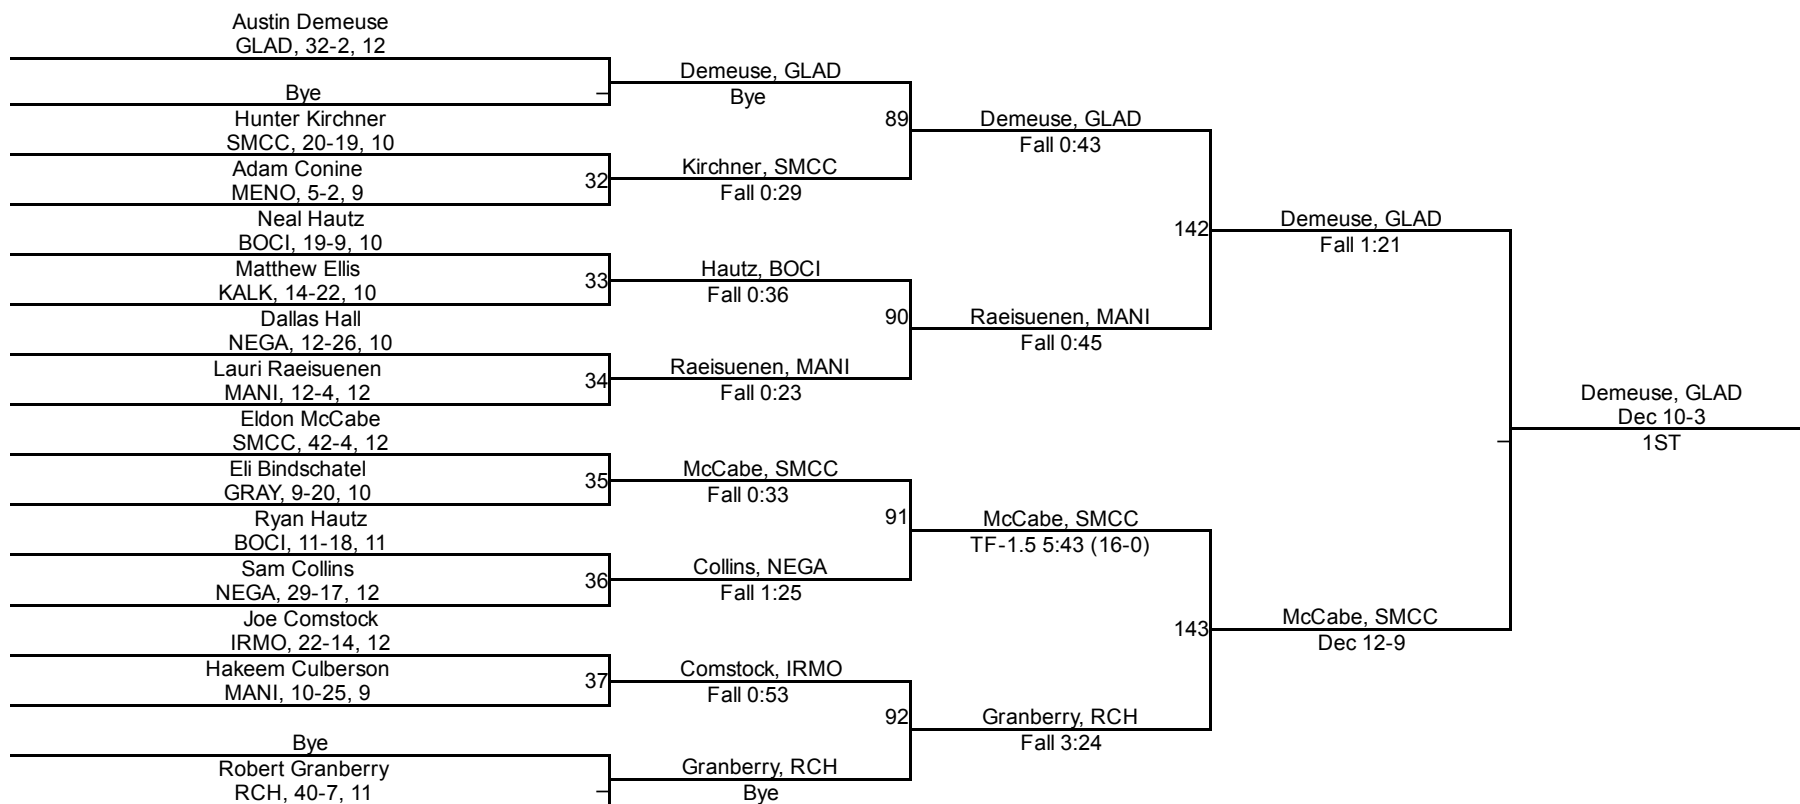 Austin Demeuse
GLAD, 32-2, 12
Bye
Hunter Kirchner
SMCC, 20-19, 10
Adam Conine
MENO, 5-2, 9
Neal Hautz
BOCI, 19-9, 10
Matthew Ellis
KALK, 14-22, 10
Dallas Hall
NEGA, 12-26, 10
Lauri Raeisuenen
MANI, 12-4, 12
Eldon McCabe
SMCC, 42-4, 12
Eli Bindschatel
GRAY, 9-20, 10
Ryan Hautz
BOCI, 11-18, 11
Sam Collins
NEGA, 29-17, 12
Joe Comstock
IRMO, 22-14, 12
Hakeem Culberson
MANI, 10-25, 9
Bye
Robert Granberry
RCH, 40-7, 11
32
33
34
35
36
37
Demeuse, GLAD
Bye
Kirchner, SMCC
Fall 0:29
Hautz, BOCI
Fall 0:36
Raeisuenen, MANI
Fall 0:23
McCabe, SMCC
Fall 0:33
Collins, NEGA
Fall 1:25
Comstock, IRMO
Fall 0:53
Granberry, RCH
Bye
89
90
91
92
Demeuse, GLAD
Fall 0:43
Raeisuenen, MANI
Fall 0:45
McCabe, SMCC
TF-1.5 5:43 (16-0)
Granberry, RCH
Fall 3:24
142
143
Demeuse, GLAD
Fall 1:21
McCabe, SMCC
Dec 12-9
Demeuse, GLAD
Dec 10-3
1ST